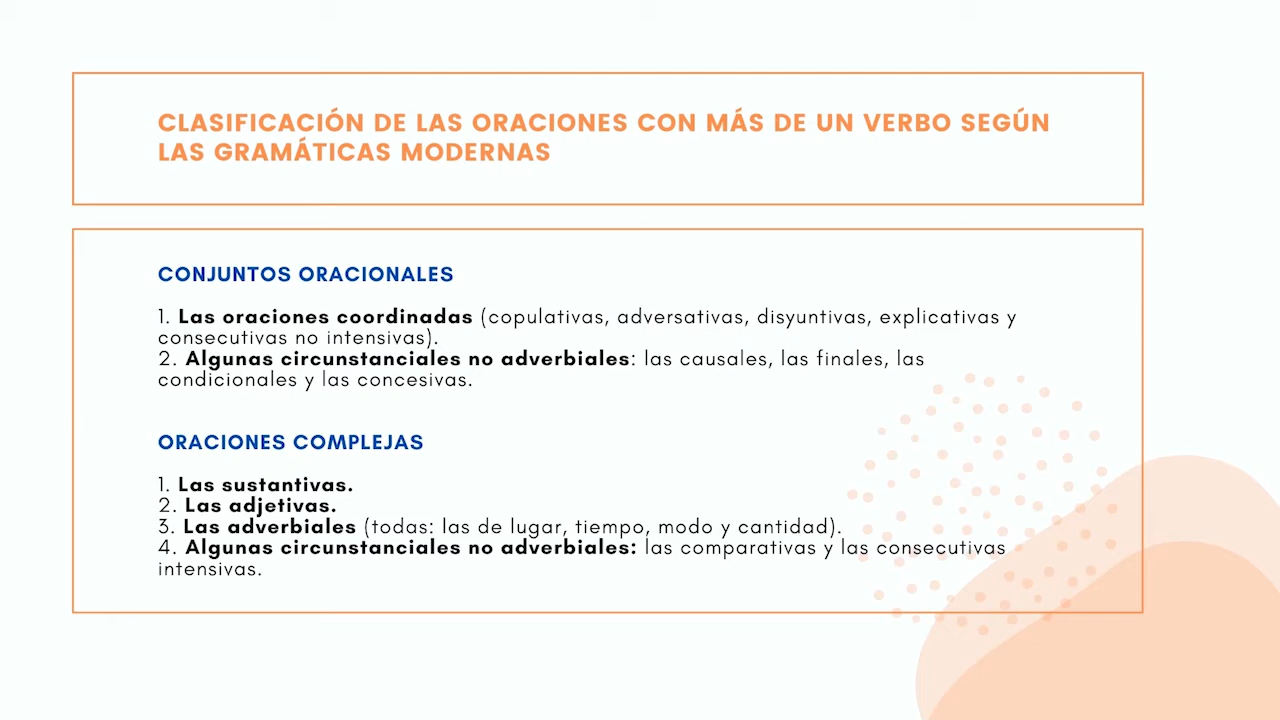 CLASIFICACIÓN DE LAS ORACIONES CON MÁS DE UN VERBO SEGÚN
LAS GRAMÁTICAS MODERNAS
CONJUNTOS ORACIONALES
1. Las oraciones coordinadas (copulativas, adversativas, disyuntivas, explicativas y
consecutivas no intensivas).
2. Algunas circunstanciales no adverbiales: las causales, las finales, las
condicionales y las concesivas.
ORACIONES COMPLEJAS
1. Las sustantivas.
2. Las adjetivas.
3. Las adverbiales (todas: las de lugar, tiempo, modo y cantidad).
4. Algunas circunstanciales no adverbiales: las comparativas y las consecutivas
intensivas.